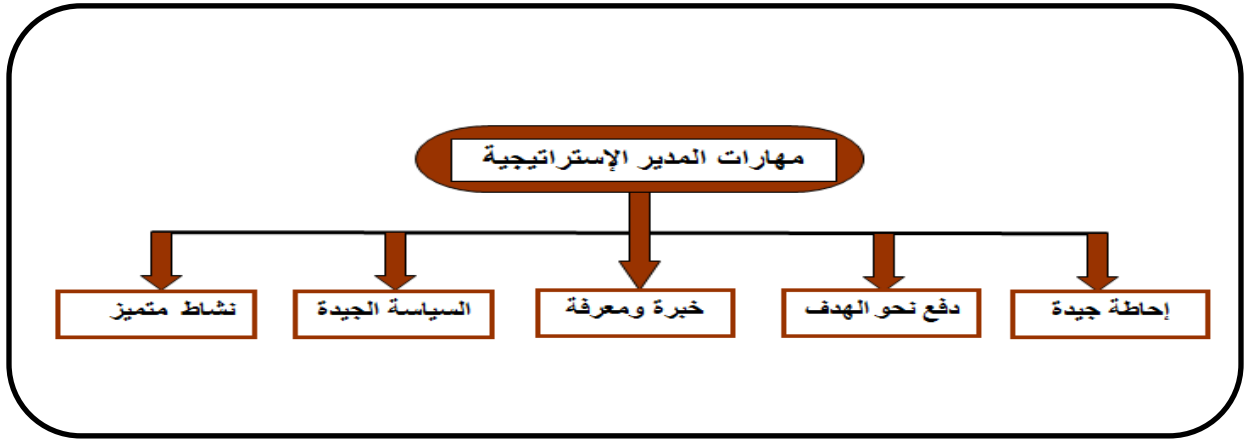 مهارات المدير الإستراتيجية
إحاطة جيدة
دفع نحو الهدف
خبرة ومعرفة
السياسة الجيدة
نشاط متميز